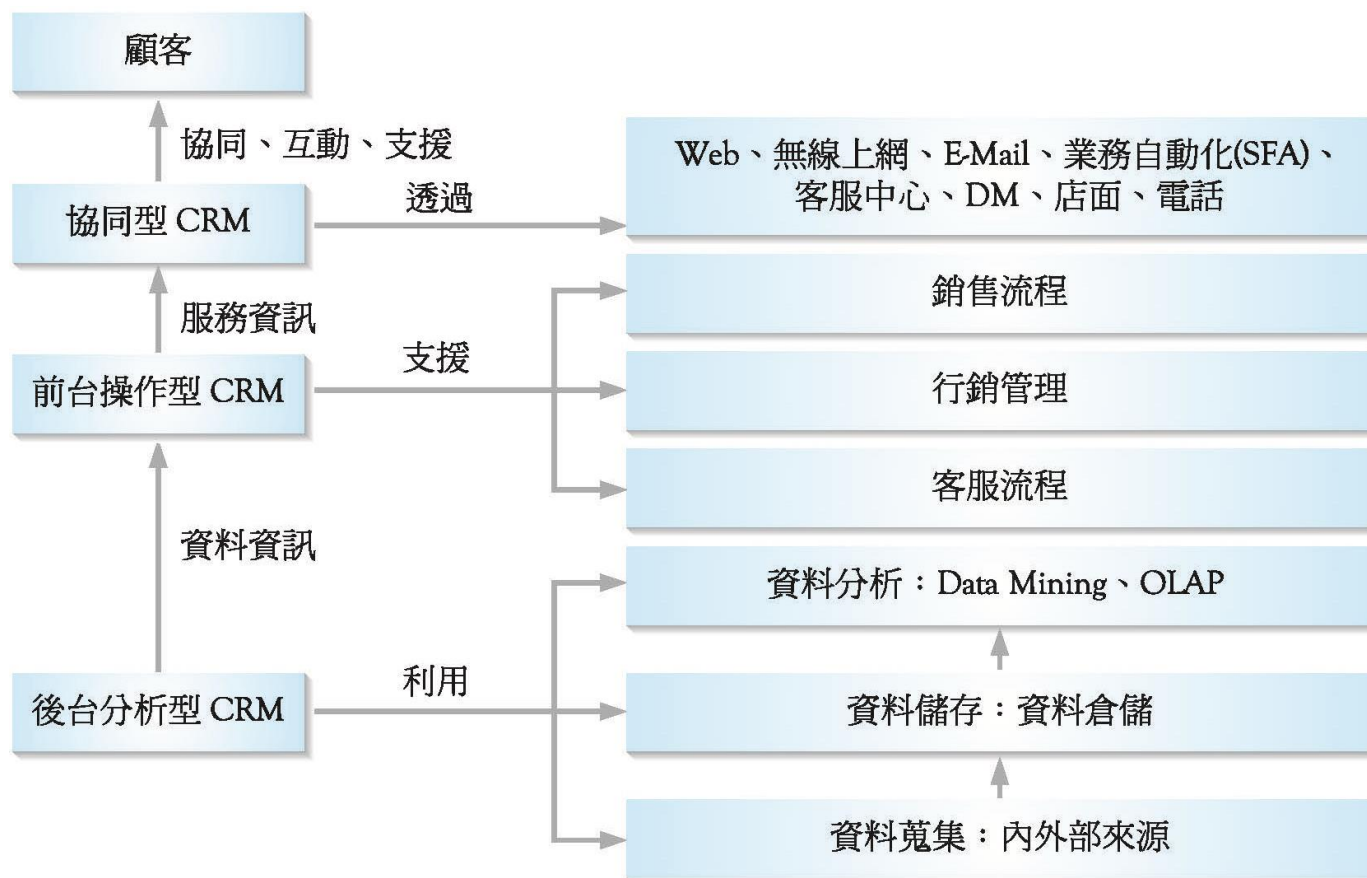 顧客
協同、互動、支援
協同型 CRM
透過
Web、無線上網、E-Mail、業務自動化(SFA)、
客服中心、DM、店面、電話
服務資訊
前台操作型 CRM
支援
銷售流程
行銷管理
客服流程
資料資訊
後台分析型 CRM
利用
資料分析：Data Mining、OLAP
資料儲存：資料倉儲
資料蒐集：內外部來源